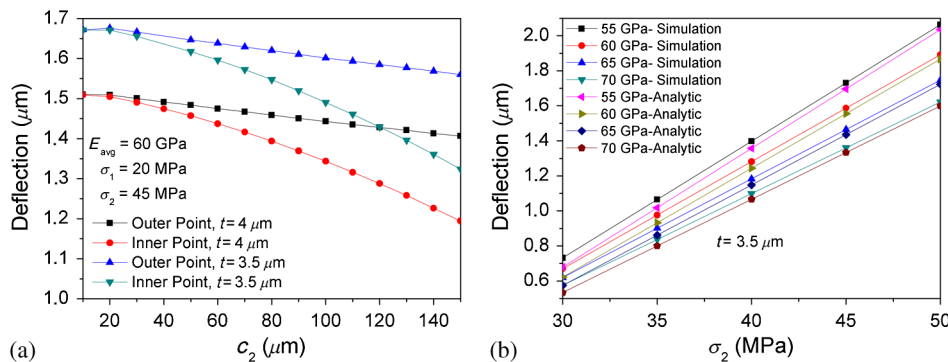 1.7
1.6
1.5
1.4
1.3
1.2
1.1
1.0
Deflection (μm)
E_avg = 60 GPa
σ_1 = 20 MPa
σ_2 = 45 MPa
Outer Point, t= 4 μm
Inner Point, t= 4 μm
Outer Point, t= 3.5 μm
Inner Point, t= 3.5 μm
20 40 60 80 100 120 140
(a)
c_2 (μm)
2.0
1.8
1.6
1.4
1.2
1.0
0.8
0.6
Deflection (μm)
55 GPa- Simulation
60 GPa- Simulation
65 GPa- Simulation
70 GPa- Simulation
55 GPa-Analytic
60 GPa-Analytic
65 GPa-Analytic
70 GPa-Analytic
t= 3.5 μm
30 35 40 45 50
(b)
σ_2 (MPa)